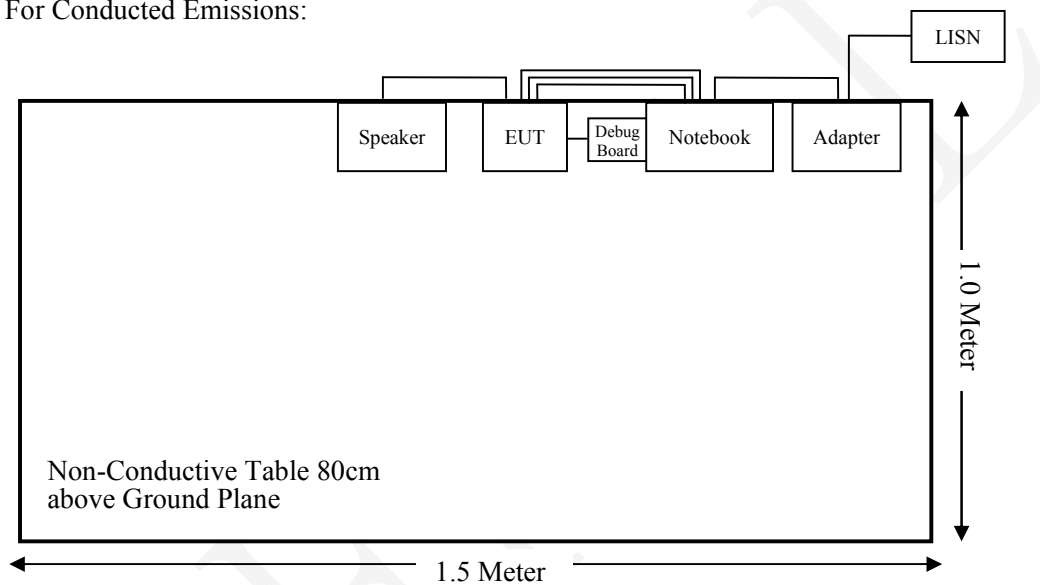 For Conducted Emissions:
LISN
Speaker
EUT
Debug
Board
Notebook
Adapter
1.0 Meter
Non-Conductive Table 80cm
above Ground Plane
1.5 Meter